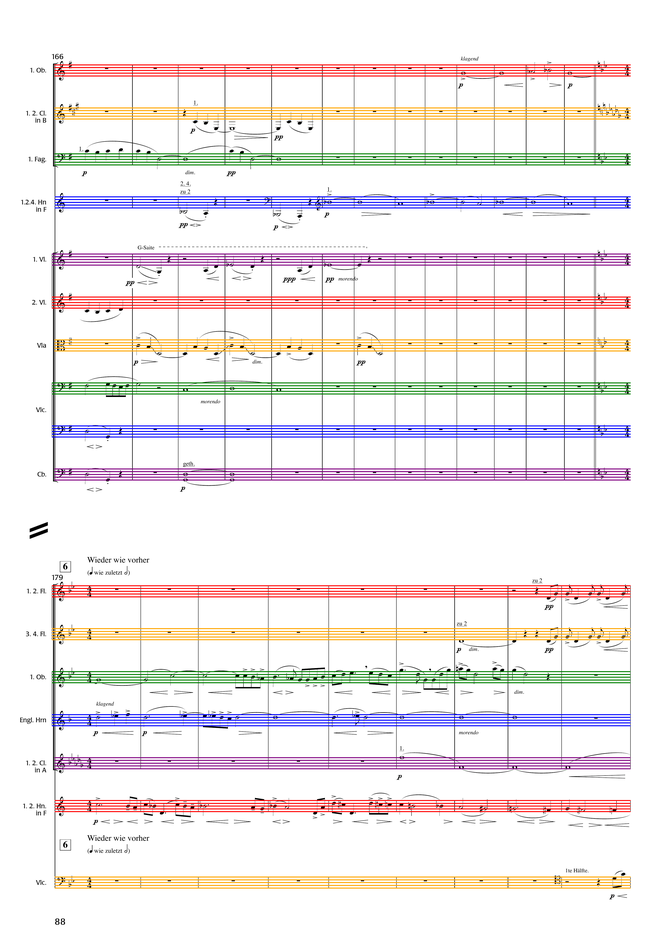 166
klagend
1. Ob.
p
p
1.
1. 2. Cl.
in B
p
pp
pp
1.
1. Fag.
p
dim.
pp
2. 4.
zu 2
1.
1.2.4. Hn
in F
pp
p
p
G-Saite
1. Vl.
pp
ppp
pp
morendo
2. Vl.
Vla
p
dim.
pp
morendo
Vlc.
geth.
Cb.
p
6
Wieder wie vorher
(♩ wie zuletzt 𝅗𝅥)
179
zu 2
1. 2. Fl.
pp
zu 2
3. 4. Fl.
p
dim.
pp
1. Ob.
dim.
klagend
Engl. Hrn
p
p
morendo
1.
1. 2. Cl.
in A
p
1. 2. Hn.
in F
p
6
Wieder wie vorher
(♩ wie zuletzt 𝅗𝅥)
1te Hälfte.
Vlc.
p
88